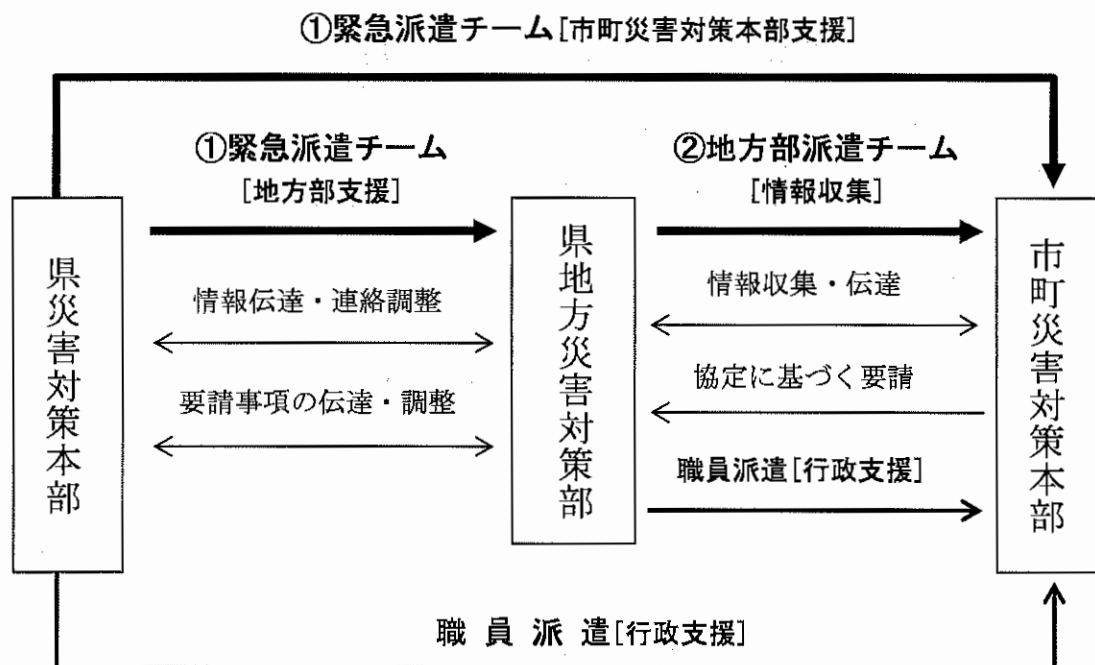 ①緊急派遣チーム[市町災害対策本部支援]
①緊急派遣チーム
[地方部支援]
②地方部派遣チーム
[情報収集]
県災害対策本部
情報伝達・連絡調整
要請事項の伝達・調整
県地方災害対策部
情報収集・伝達
協定に基づく要請
職員派遣[行政支援]
市町災害対策本部
職員派遣[行政支援]